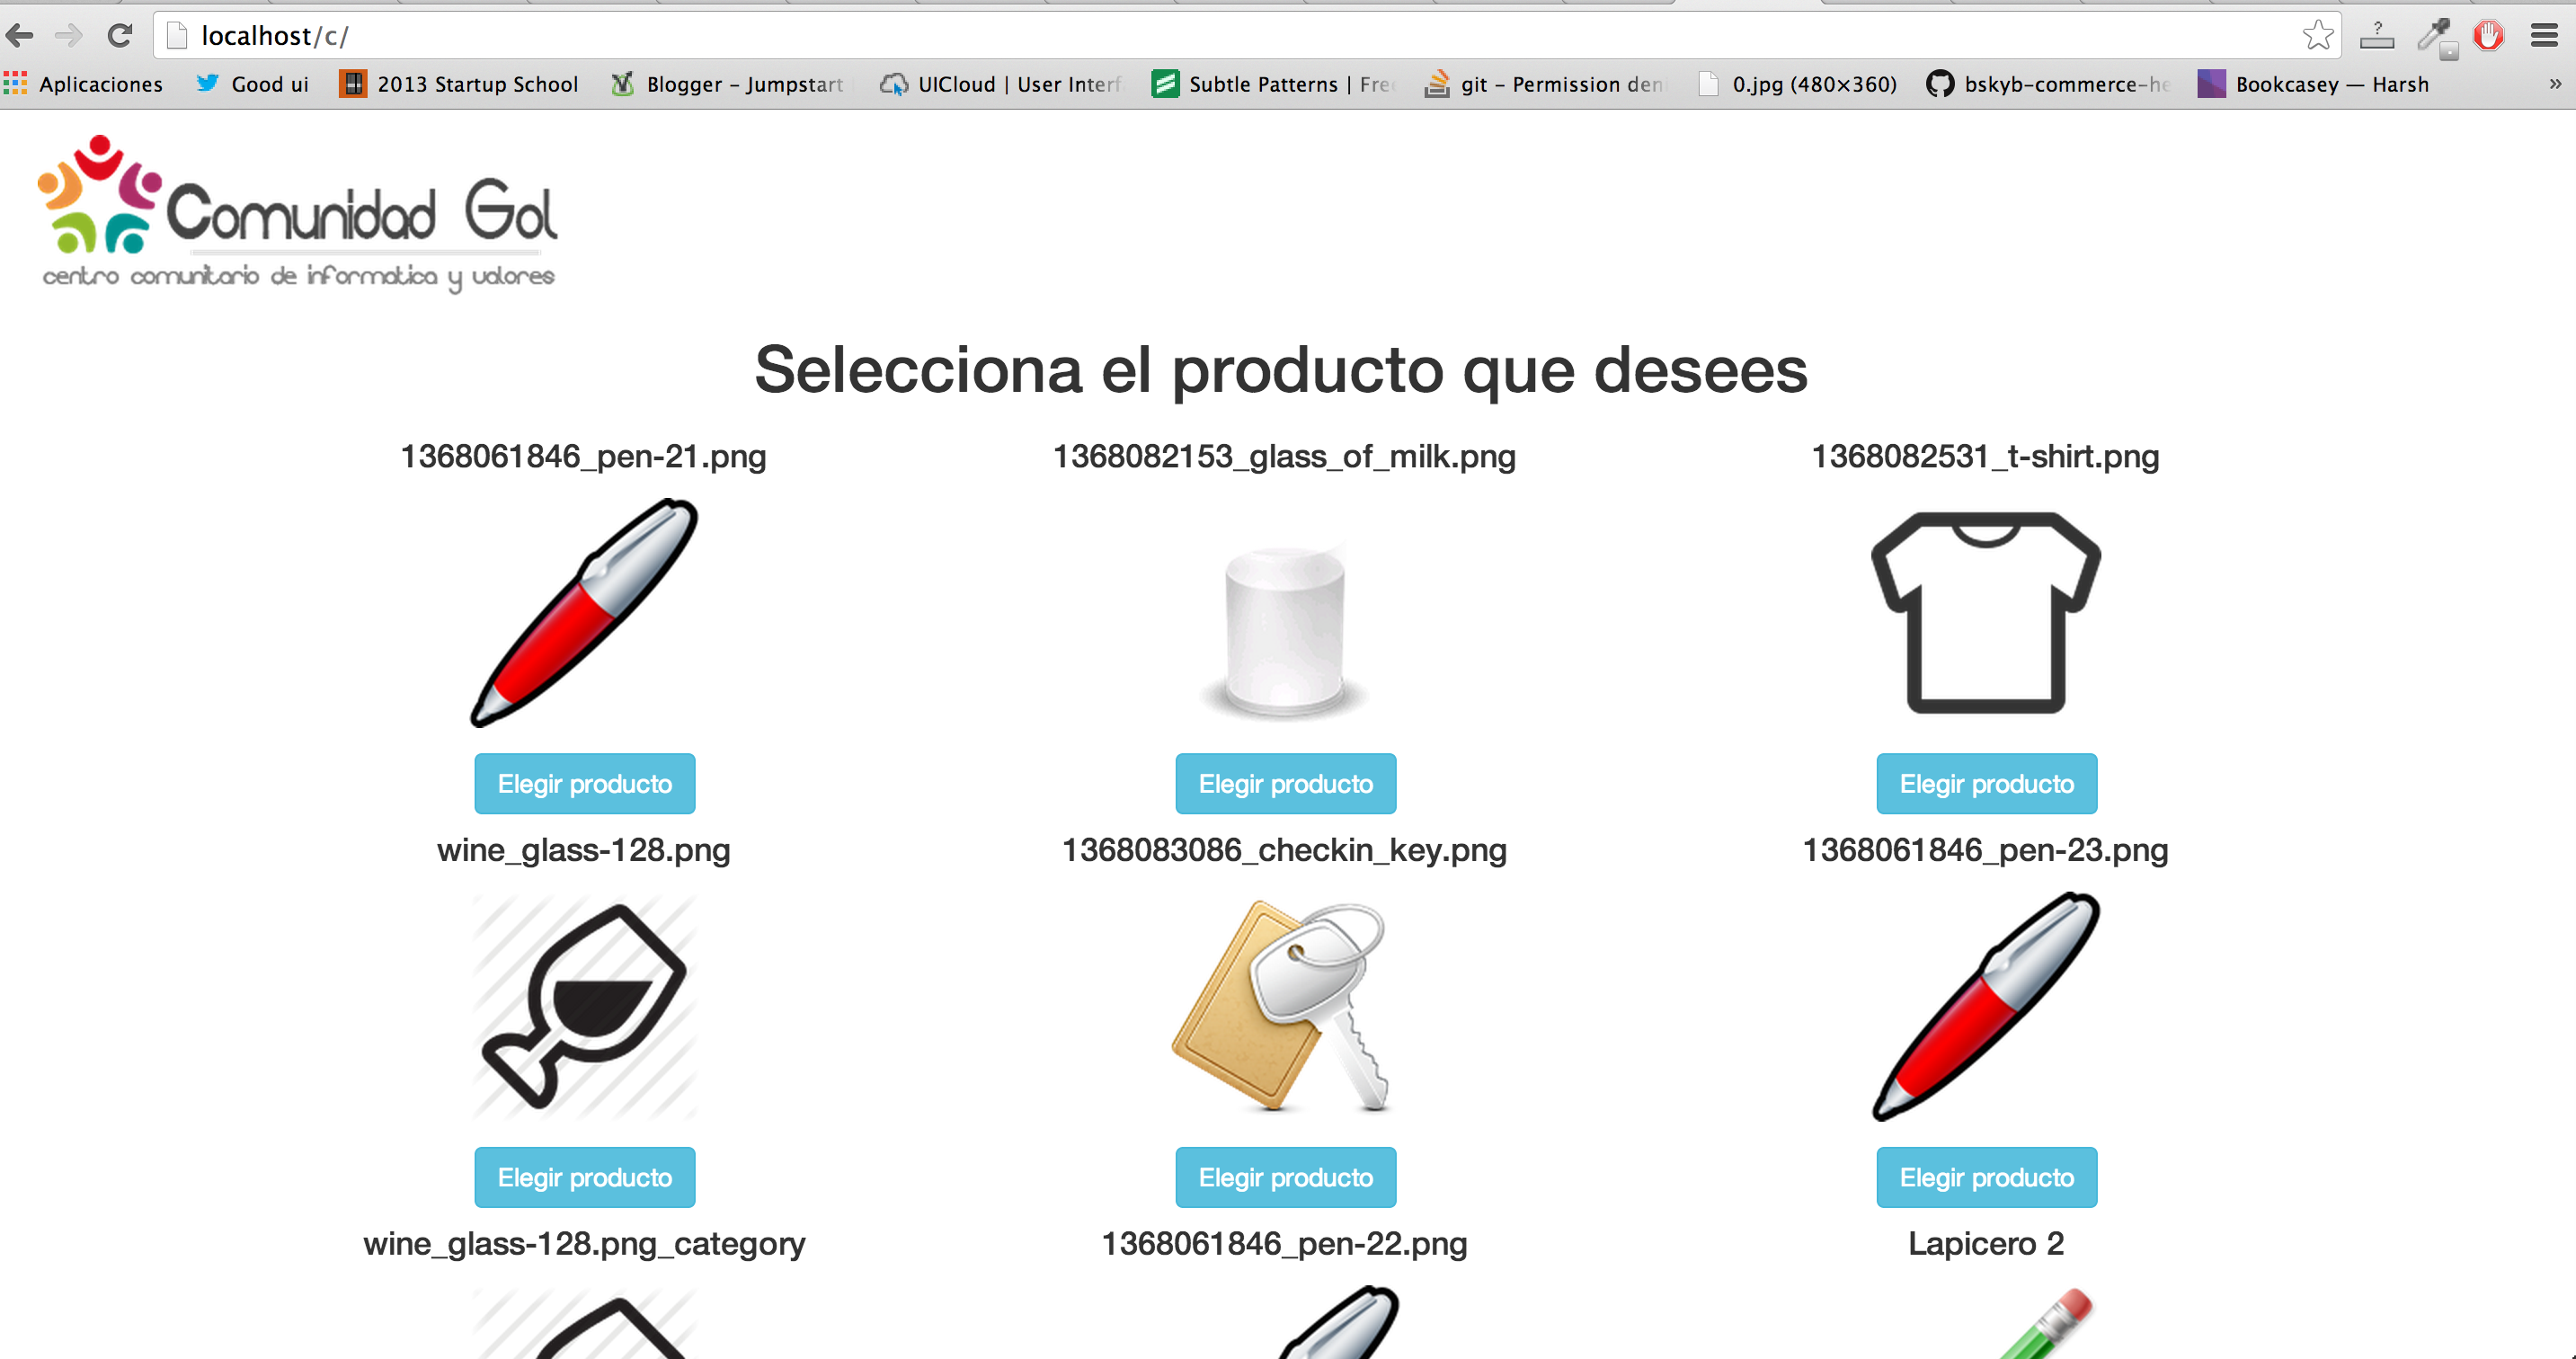 localhost/c/
Aplicaciones Good ui 2013 Startup School Blogger – Jumpstart UICloud | User Interf Subtle Patterns | Fre git – Permission den 0.jpg (480×360) bskyb-commerce-he Bookcasey — Harsh »
Comunidad Gol
centro comunitario de informatica y valores
Selecciona el producto que desees
1368061846_pen-21.png 1368082153_glass_of_milk.png 1368082531_t-shirt.png
Elegir producto Elegir producto Elegir producto
wine_glass-128.png 1368083086_checkin_key.png 1368061846_pen-23.png
Elegir producto Elegir producto Elegir producto
wine_glass-128.png_category 1368061846_pen-22.png Lapicero 2